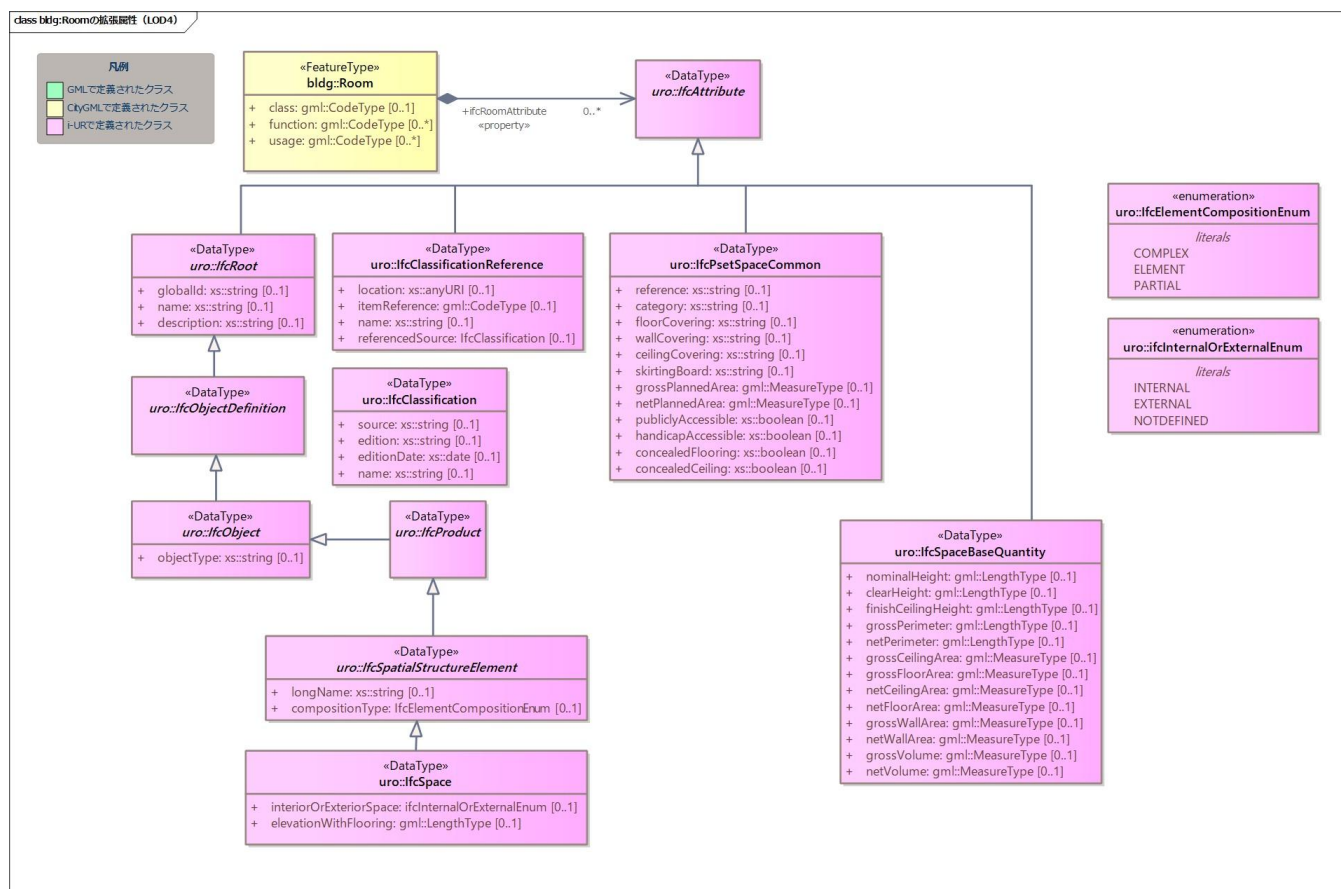 class bldg:Roomの拡張属性（LOD4）
凡例
GMLで定義されたクラス
CityGMLで定義されたクラス
i-URで定義されたクラス
«FeatureType»
bldg::Room
+ class: gml::CodeType [0..1]
+ function: gml::CodeType [0..*]
+ usage: gml::CodeType [0..*]
+ifcRoomAttribute 0..*
«property»
«DataType»
uro::IfcAttribute
«DataType»
uro::IfcRoot
+ globalId: xs::string [0..1]
+ name: xs::string [0..1]
+ description: xs::string [0..1]
«DataType»
uro::IfcClassificationReference
+ location: xs::anyURI [0..1]
+ itemReference: gml::CodeType [0..1]
+ name: xs::string [0..1]
+ referencedSource: IfcClassification [0..1]
«DataType»
uro::IfcPsetSpaceCommon
+ reference: xs::string [0..1]
+ category: xs::string [0..1]
+ floorCovering: xs::string [0..1]
+ wallCovering: xs::string [0..1]
+ ceilingCovering: xs::string [0..1]
+ skirtingBoard: xs::string [0..1]
+ grossPlannedArea: gml::MeasureType [0..1]
+ netPlannedArea: gml::MeasureType [0..1]
+ publiclyAccessible: xs::boolean [0..1]
+ handicapAccessible: xs::boolean [0..1]
+ concealedFlooring: xs::boolean [0..1]
+ concealedCeiling: xs::boolean [0..1]
«enumeration»
uro::IfcElementCompositionEnum
literals
COMPLEX
ELEMENT
PARTIAL
«enumeration»
uro::ifcInternalOrExternalEnum
literals
INTERNAL
EXTERNAL
NOTDEFINED
«DataType»
uro::IfcObjectDefinition
«DataType»
uro::IfcClassification
+ source: xs::string [0..1]
+ edition: xs::string [0..1]
+ editionDate: xs::date [0..1]
+ name: xs::string [0..1]
«DataType»
uro::IfcObject
+ objectType: xs::string [0..1]
«DataType»
uro::IfcProduct
«DataType»
uro::IfcSpaceBaseQuantity
+ nominalHeight: gml::LengthType [0..1]
+ clearHeight: gml::LengthType [0..1]
+ finishCeilingHeight: gml::LengthType [0..1]
+ grossPerimeter: gml::LengthType [0..1]
+ netPerimeter: gml::LengthType [0..1]
+ grossCeilingArea: gml::MeasureType [0..1]
+ grossFloorArea: gml::MeasureType [0..1]
+ netCeilingArea: gml::MeasureType [0..1]
+ netFloorArea: gml::MeasureType [0..1]
+ grossWallArea: gml::MeasureType [0..1]
+ netWallArea: gml::MeasureType [0..1]
+ grossVolume: gml::MeasureType [0..1]
+ netVolume: gml::MeasureType [0..1]
«DataType»
uro::IfcSpatialStructureElement
+ longName: xs::string [0..1]
+ compositionType: IfcElementCompositionEnum [0..1]
«DataType»
uro::IfcSpace
+ interiorOrExteriorSpace: ifcInternalOrExternalEnum [0..1]
+ elevationWithFlooring: gml::LengthType [0..1]